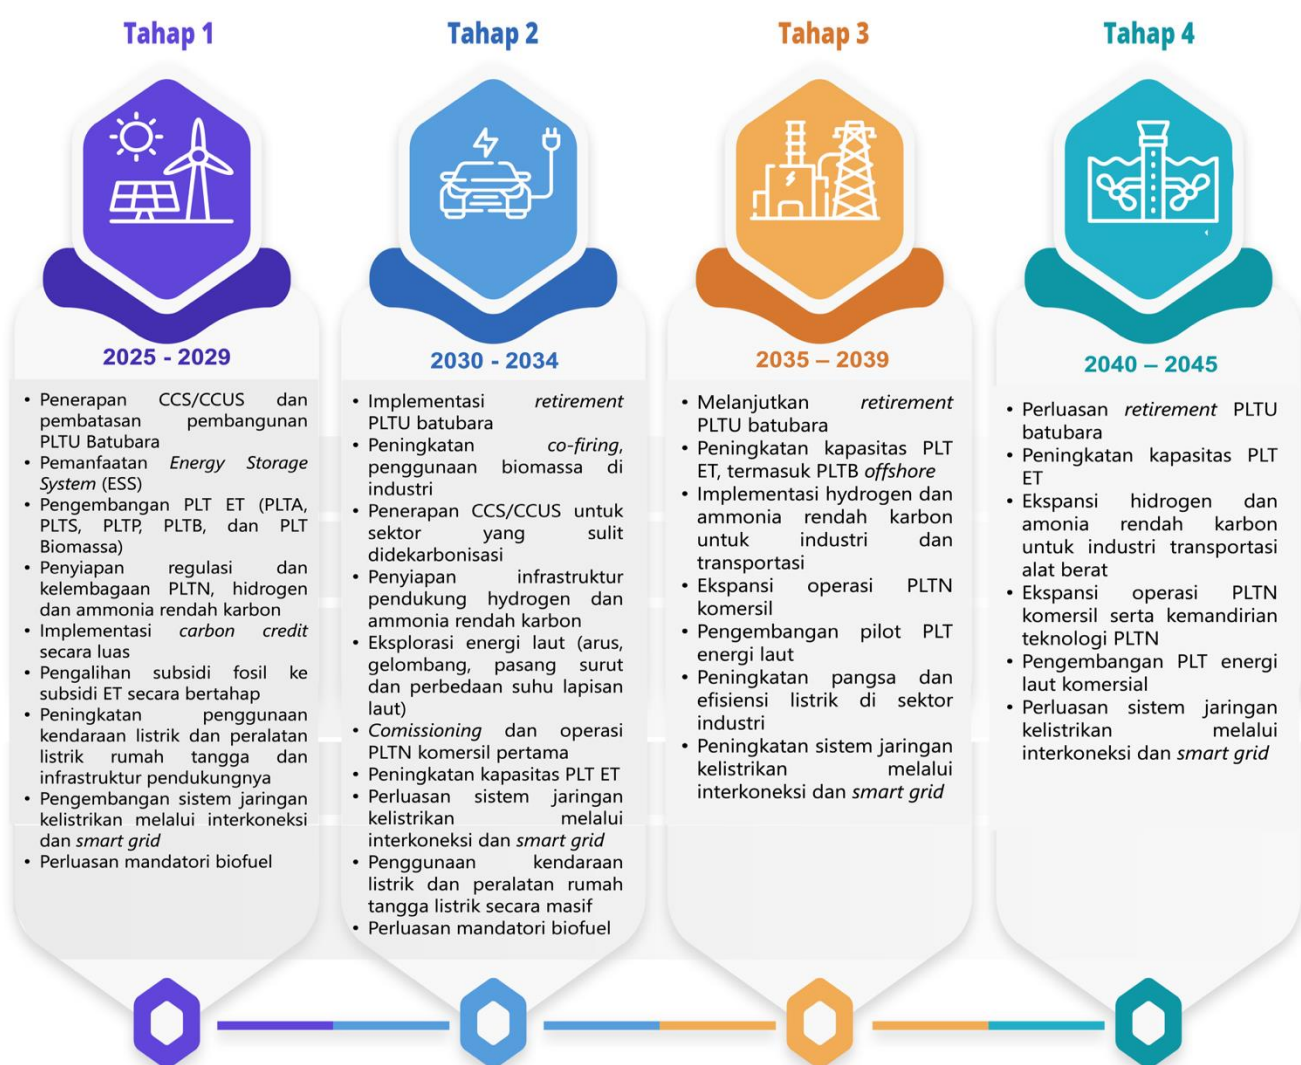 Tahap 1
2025 - 2029
• Penerapan CCS/CCUS dan
pembatasan pembangunan
PLTU Batubara
• Pemanfaatan Energy Storage
System (ESS)
• Pengembangan PLT ET (PLTA,
PLTS, PLTP, PLTB, dan PLT
Biomassa)
• Penyiapan regulasi dan
kelembagaan PLTN, hidrogen
dan ammonia rendah karbon
• Implementasi carbon credit
secara luas
• Pengalihan subsidi fosil ke
subsidi ET secara bertahap
• Peningkatan penggunaan
kendaraan listrik dan peralatan
listrik rumah tangga dan
infrastruktur pendukungnya
• Pengembangan sistem jaringan
kelistrikan melalui interkoneksi
dan smart grid
• Perluasan mandatori biofuel
Tahap 2
2030 - 2034
• Implementasi retirement
PLTU batubara
• Peningkatan co-firing,
penggunaan biomassa di
industri
• Penerapan CCS/CCUS untuk
sektor yang sulit
didekarbonisasi
• Penyiapan infrastruktur
pendukung hydrogen dan
ammonia rendah karbon
• Eksplorasi energi laut (arus,
gelombang, pasang surut
dan perbedaan suhu lapisan
laut)
• Comissioning dan operasi
PLTN komersil pertama
• Peningkatan kapasitas PLT ET
• Perluasan sistem jaringan
kelistrikan melalui
interkoneksi dan smart grid
• Penggunaan kendaraan
listrik dan peralatan rumah
tangga listrik secara masif
• Perluasan mandatori biofuel
Tahap 3
2035 – 2039
• Melanjutkan retirement
PLTU batubara
• Peningkatan kapasitas PLT
ET, termasuk PLTB offshore
• Implementasi hydrogen dan
ammonia rendah karbon
untuk industri dan
transportasi
• Ekspansi operasi PLTN
komersil
• Pengembangan pilot PLT
energi laut
• Peningkatan pangsa dan
efisiensi listrik di sektor
industri
• Peningkatan sistem jaringan
kelistrikan melalui
interkoneksi dan smart grid
Tahap 4
2040 – 2045
• Perluasan retirement PLTU
batubara
• Peningkatan kapasitas PLT
ET
• Ekspansi hidrogen dan
amonia rendah karbon
untuk industri transportasi
alat berat
• Ekspansi operasi PLTN
komersil serta kemandirian
teknologi PLTN
• Pengembangan PLT energi
laut komersial
• Perluasan sistem jaringan
kelistrikan melalui
interkoneksi dan smart grid